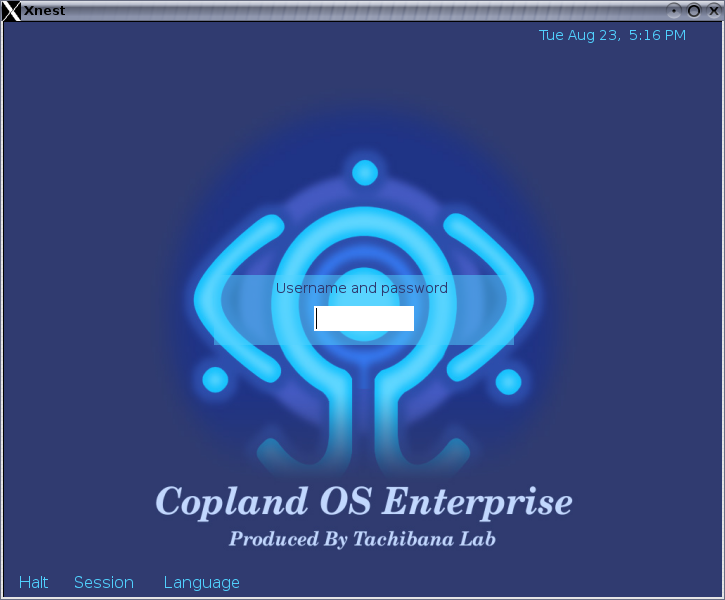 Xnest
Tue Aug 23, 5:16 PM
Username and password
Copland OS Enterprise
Produced By Tachibana Lab
Halt Session Language